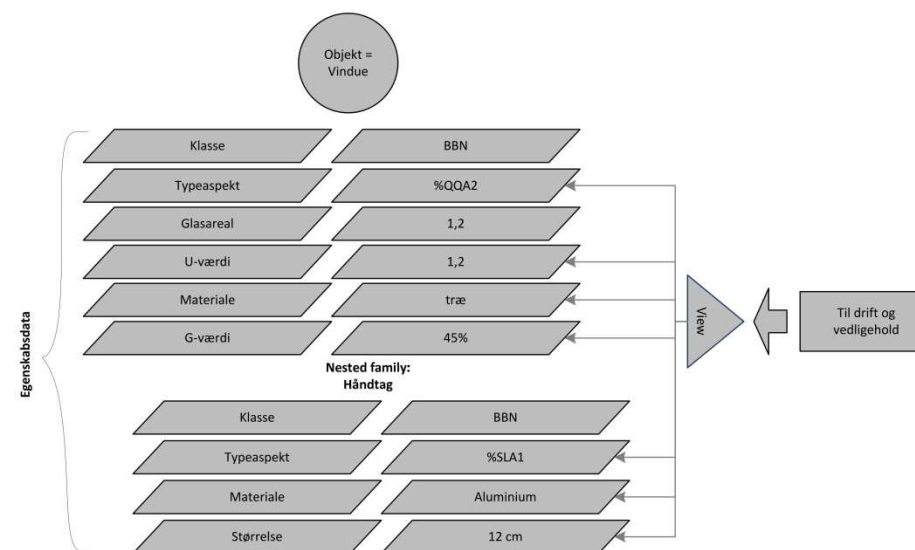 Objekt =
Vindue
Klasse BBN
Typeaspekt %QQA2
Glasareal 1,2
U-værdi 1,2
Materiale træ
G-værdi 45%
Nested family:
Håndtag
Klasse BBN
Typeaspekt %SLA1
Materiale Aluminium
Størrelse 12 cm
Egenskabsdata
View
Til drift og
vedligehold